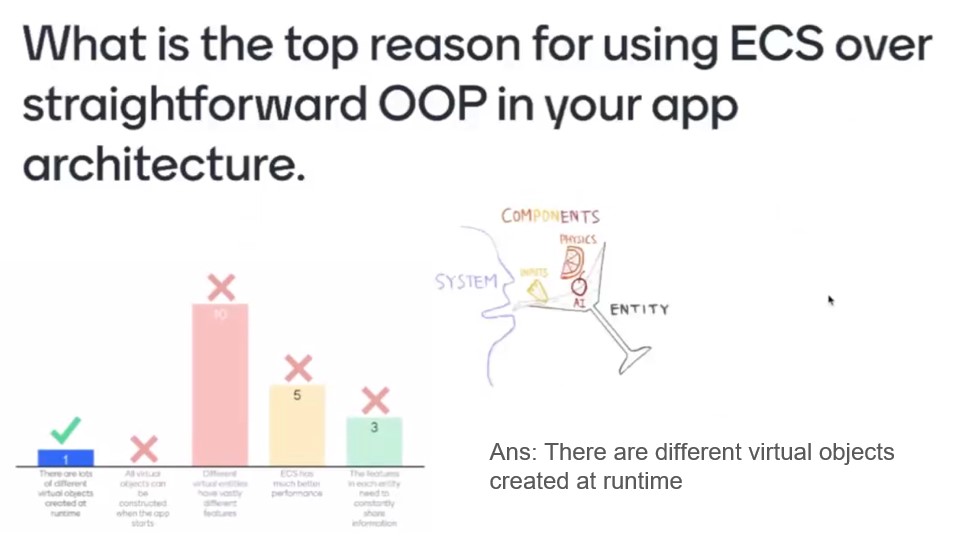 What is the top reason for using ECS over
straightforward OOP in your app
architecture.
COMPONENTS
PHYSICS
INPUTS
SYSTEM
AI
ENTITY
10
5
3
1
There are lots
of different
virtual objects
created at
runtime
All virtual
objects can
be
constructed
when the app
starts
Different
virtual entities
have vastly
different
features
ECS has
much better
performance
The features
in each entity
need to
constantly
share
information
Ans: There are different virtual objects
created at runtime